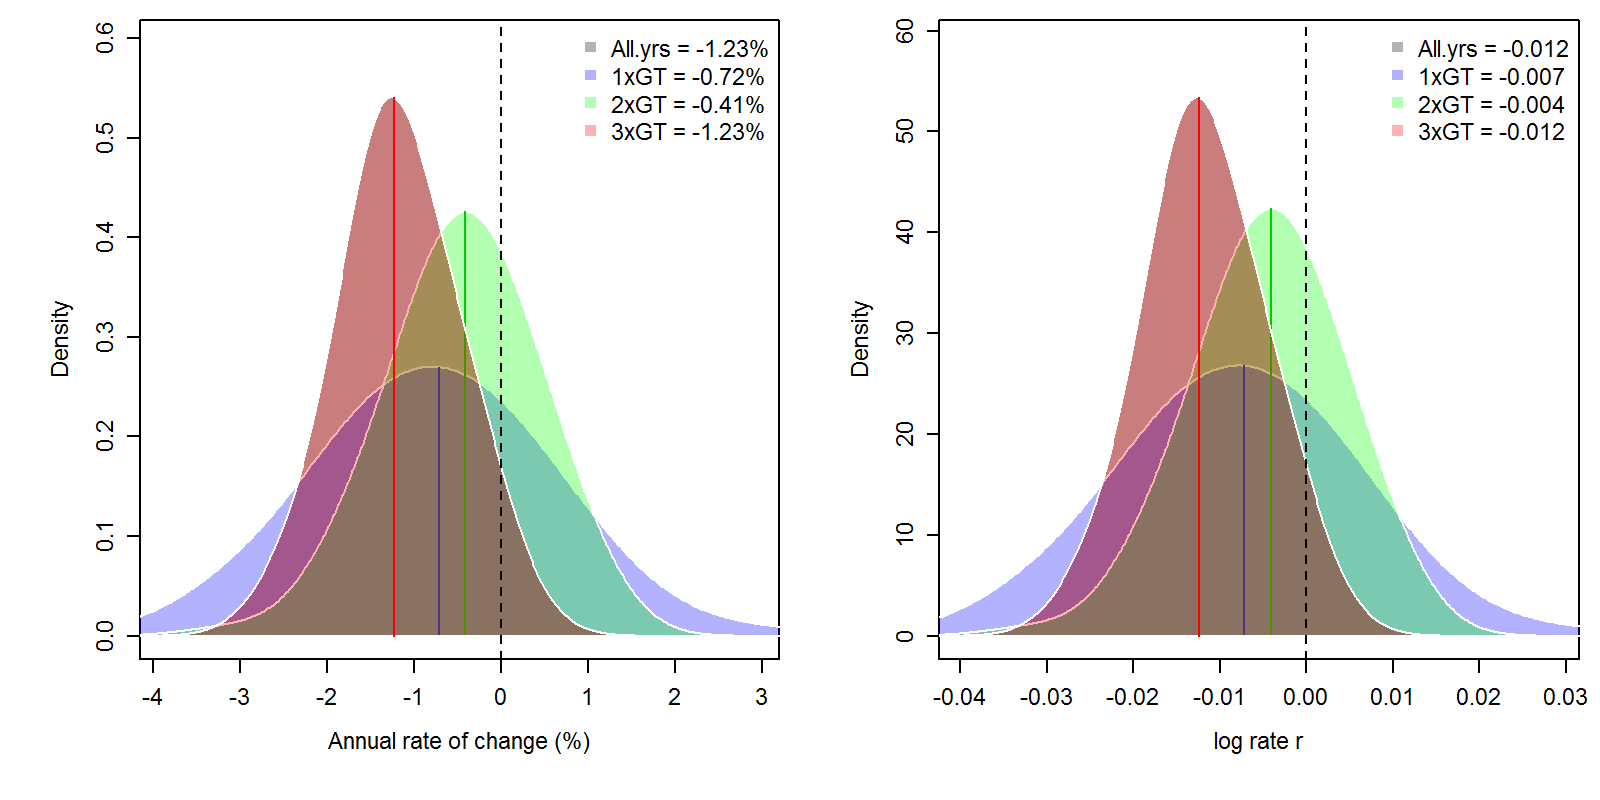 All.yrs = -1.23%
1xGT = -0.72%
2xGT = -0.41%
3xGT = -1.23%
Density
0.0 0.1 0.2 0.3 0.4 0.5 0.6
-4 -3 -2 -1 0 1 2 3
Annual rate of change (%)
All.yrs = -0.012
1xGT = -0.007
2xGT = -0.004
3xGT = -0.012
Density
0 10 20 30 40 50 60
-0.04 -0.03 -0.02 -0.01 0.00 0.01 0.02 0.03
log rate r